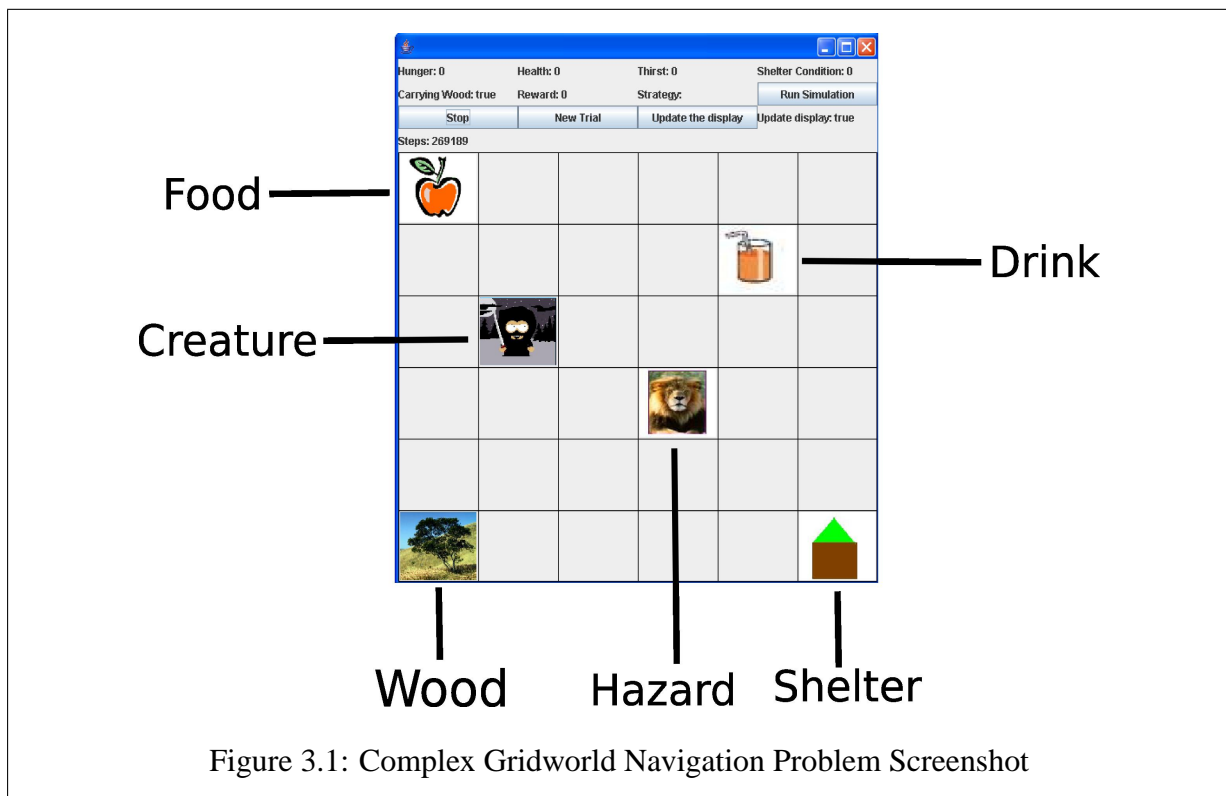 Hunger: 0 Health: 0 Thirst: 0 Shelter Condition: 0
Carrying Wood: true Reward: 0 Strategy: Run Simulation
Stop New Trial Update the display Update display: true
Steps: 269189
Food
Drink
Creature
Wood
Hazard
Shelter
Figure 3.1: Complex Gridworld Navigation Problem Screenshot